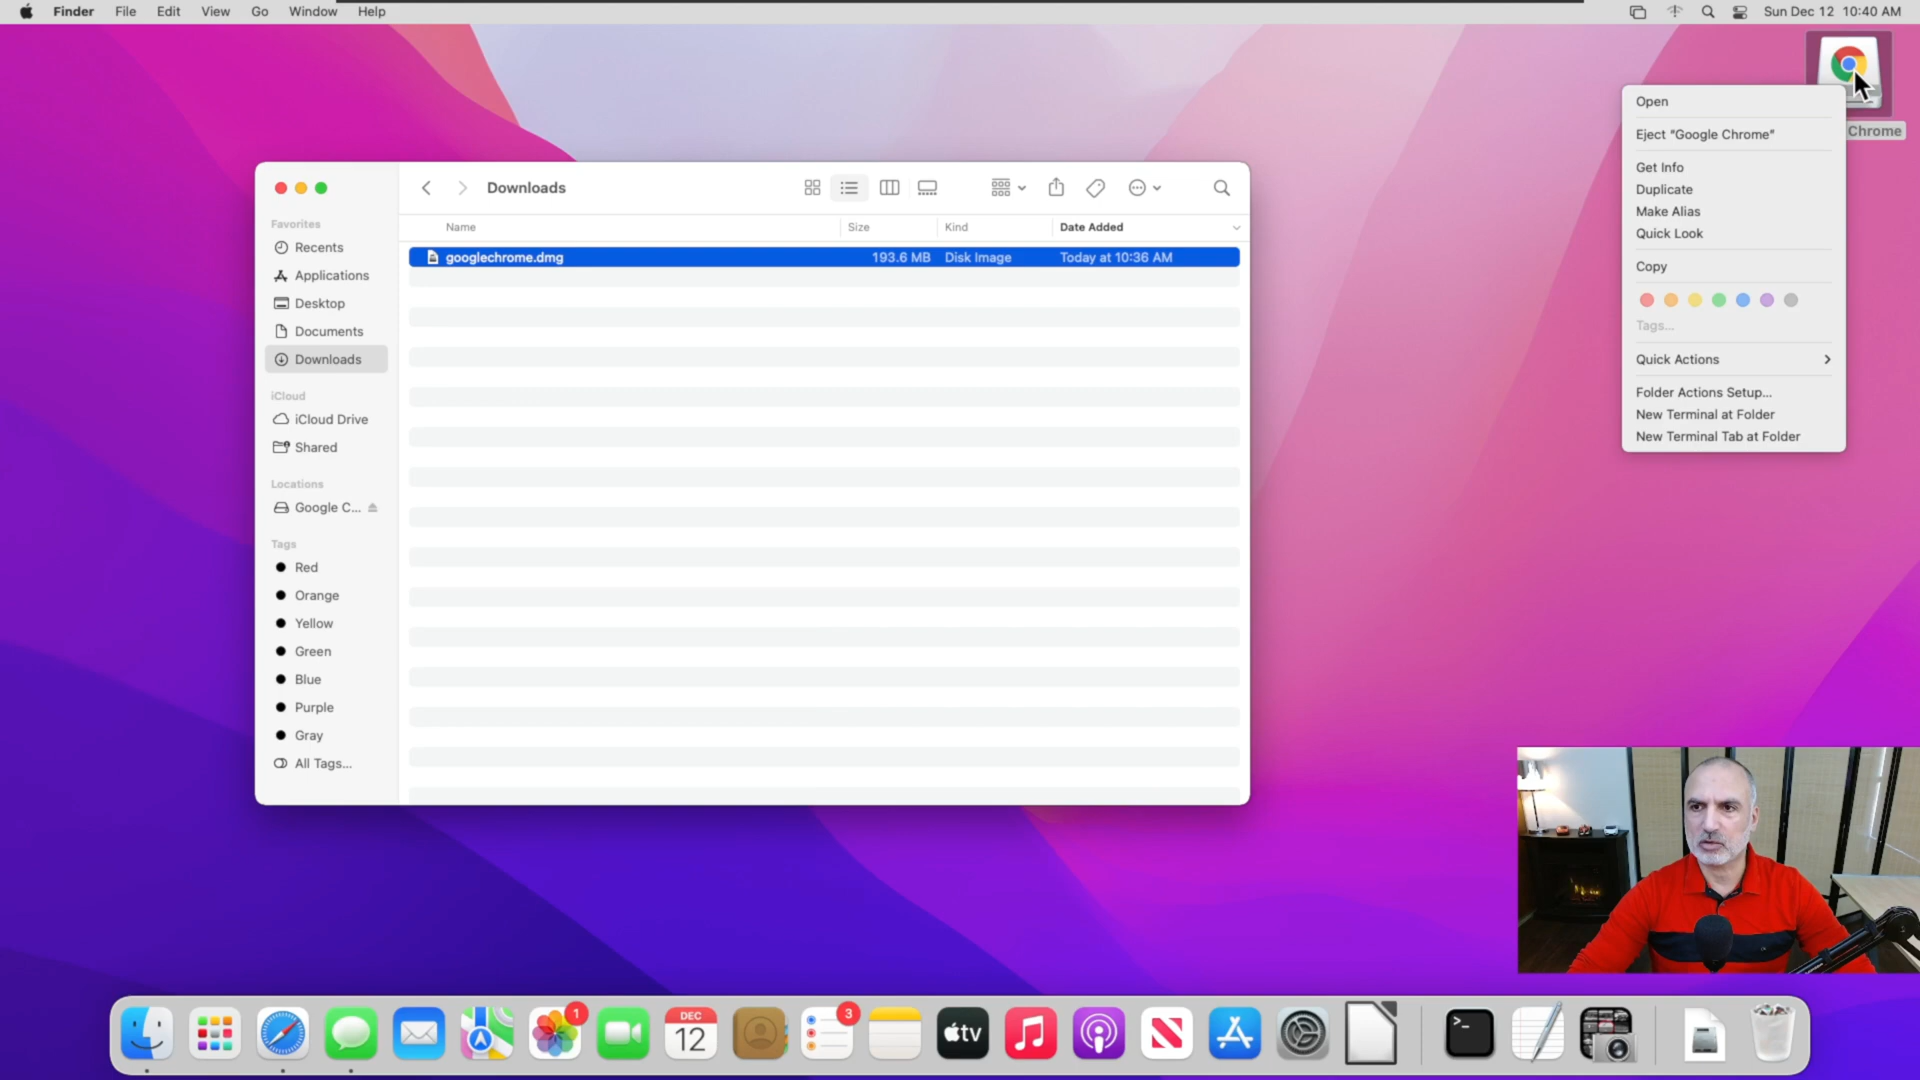 Finder File Edit View Go Window Help
Sun Dec 12 10:40 AM
Chrome
Open
Eject "Google Chrome"
Get Info
Duplicate
Make Alias
Quick Look
Copy
Tags...
Quick Actions
Folder Actions Setup...
New Terminal at Folder
New Terminal Tab at Folder
Downloads
Name Size Kind Date Added
googlechrome.dmg 193.6 MB Disk Image Today at 10:36 AM
Favorites
Recents
Applications
Desktop
Documents
Downloads
iCloud
iCloud Drive
Shared
Locations
Google C...
Tags
Red
Orange
Yellow
Green
Blue
Purple
Gray
All Tags...
1
DEC
12
3
tv
>_